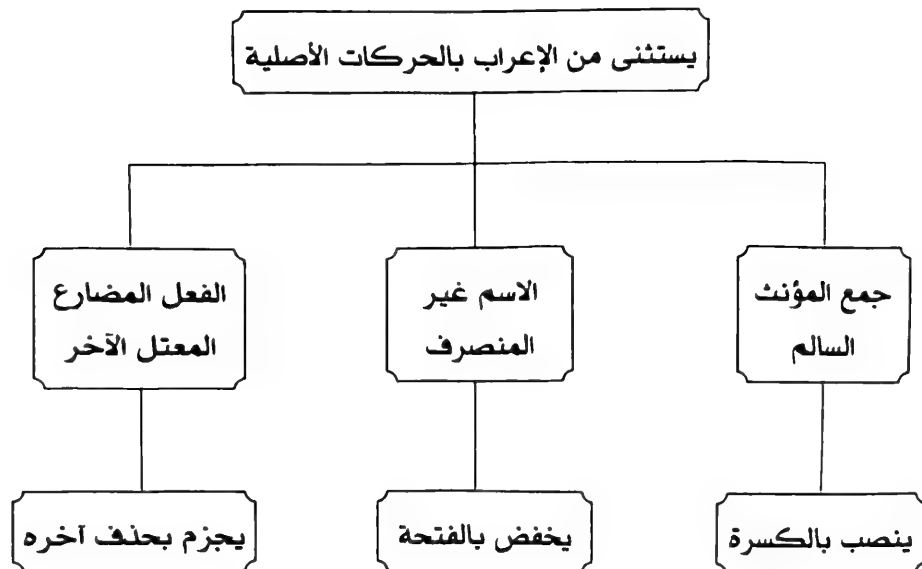 يستثنى من الإعراب بالحركات الأصلية
جمع المؤنث
السالم
الاسم غير
المنصرف
الفعل المضارع
المعتل الآخر
ينصب بالكسرة
يخفض بالفتحة
يجزم بحذف آخره